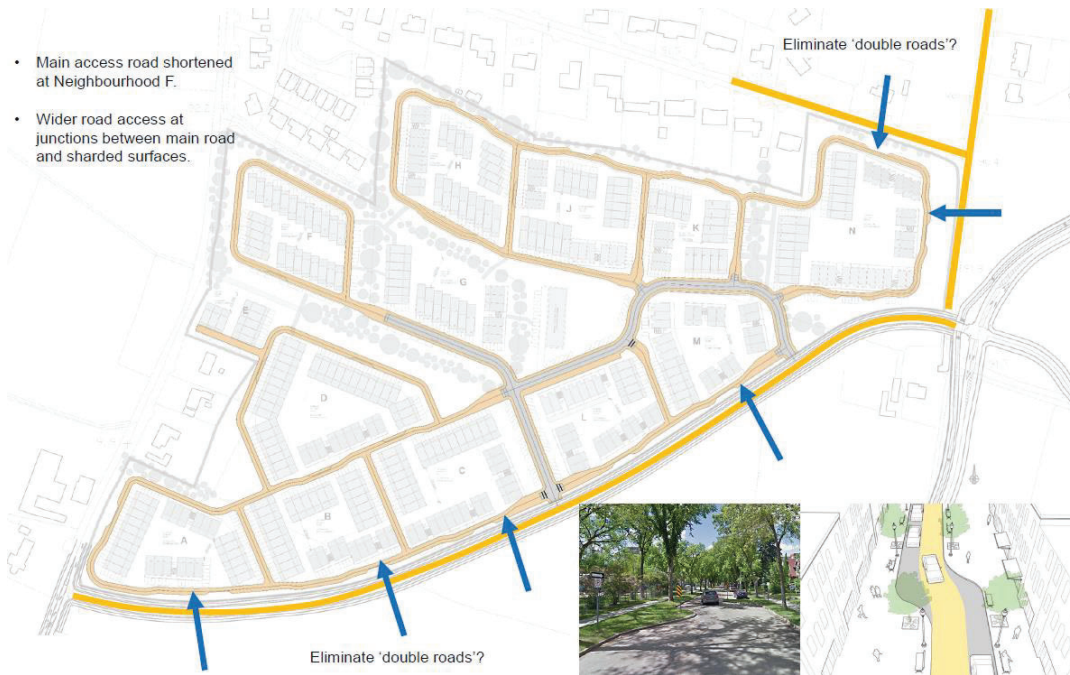 Eliminate 'double roads'?
• Main access road shortened
at Neighbourhood F.
• Wider road access at
junctions between main road
and sharded surfaces.
H
J
K
N
F
G
E
M
D
L
C
B
A
Eliminate 'double roads'?